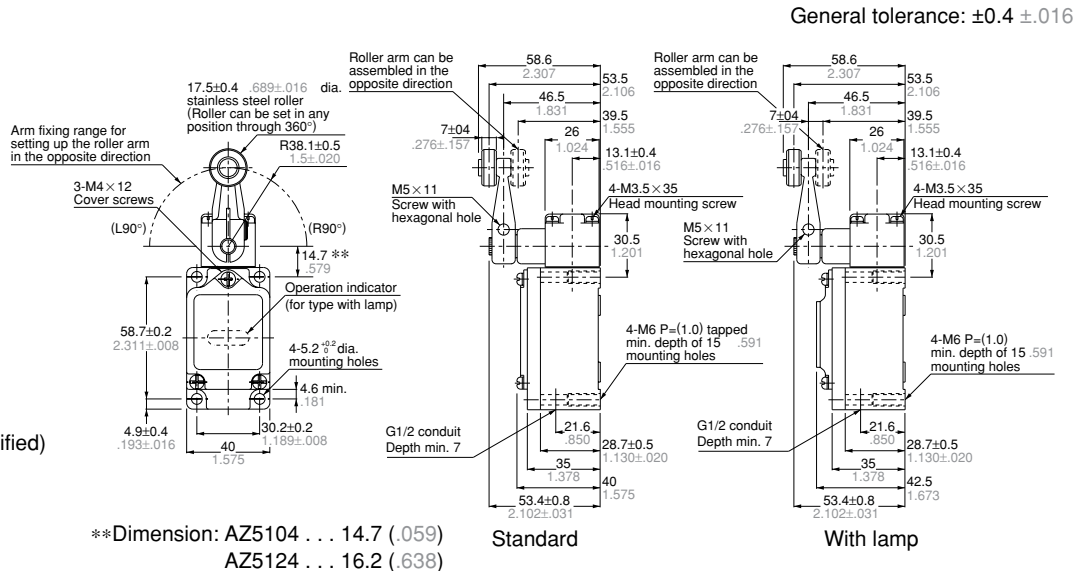 General tolerance: ±0.4 ±.016
17.5±0.4 .689±.016 dia.
stainless steel roller
(Roller can be set in any
position through 360°)
R38.1±0.5
1.5±.020
Arm fixing range for
setting up the roller arm
in the opposite direction
3-M4×12
Cover screws
(L90°)
(R90°)
14.7 **
.579
Operation indicator
(for type with lamp)
58.7±0.2
2.311±.008
4-5.2 +0.2 0 dia.
mounting holes
4.6 min.
.181
4.9±0.4
.193±.016
30.2±0.2
1.189±.008
40
1.575
ified)
**Dimension: AZ5104 . . . 14.7 (.059)
AZ5124 . . . 16.2 (.638)
Roller arm can be
assembled in the
opposite direction
58.6
2.307
53.5
2.106
46.5
1.831
39.5
1.555
7±04
.276±.157
26
1.024
13.1±0.4
.516±.016
M5×11
Screw with
hexagonal hole
4-M3.5×35
Head mounting screw
30.5
1.201
4-M6 P=(1.0) tapped
min. depth of 15 .591
mounting holes
G1/2 conduit
Depth min. 7
21.6
.850
28.7±0.5
1.130±.020
35
1.378
40
1.575
53.4±0.8
2.102±.031
Standard
Roller arm can be
assembled in the
opposite direction
58.6
2.307
53.5
2.106
46.5
1.831
39.5
1.555
7±04
.276±.157
26
1.024
13.1±0.4
.516±.016
M5×11
Screw with
hexagonal hole
4-M3.5×35
Head mounting screw
30.5
1.201
4-M6 P=(1.0)
min. depth of 15 .591
mounting holes
G1/2 conduit
Depth min. 7
21.6
.850
28.7±0.5
1.130±.020
35
1.378
42.5
1.673
53.4±0.8
2.102±.031
With lamp